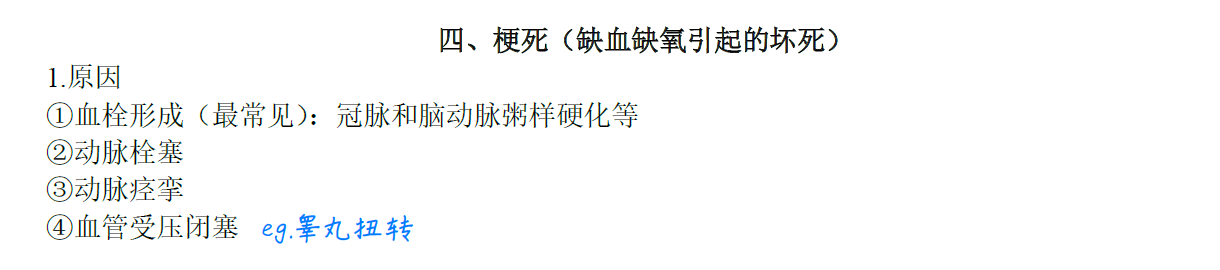 四、梗死（缺血缺氧引起的坏死）
1.原因
①血栓形成（最常见）：冠脉和脑动脉粥样硬化等
②动脉栓塞
③动脉痉挛
④血管受压闭塞 eg.睾丸扭转